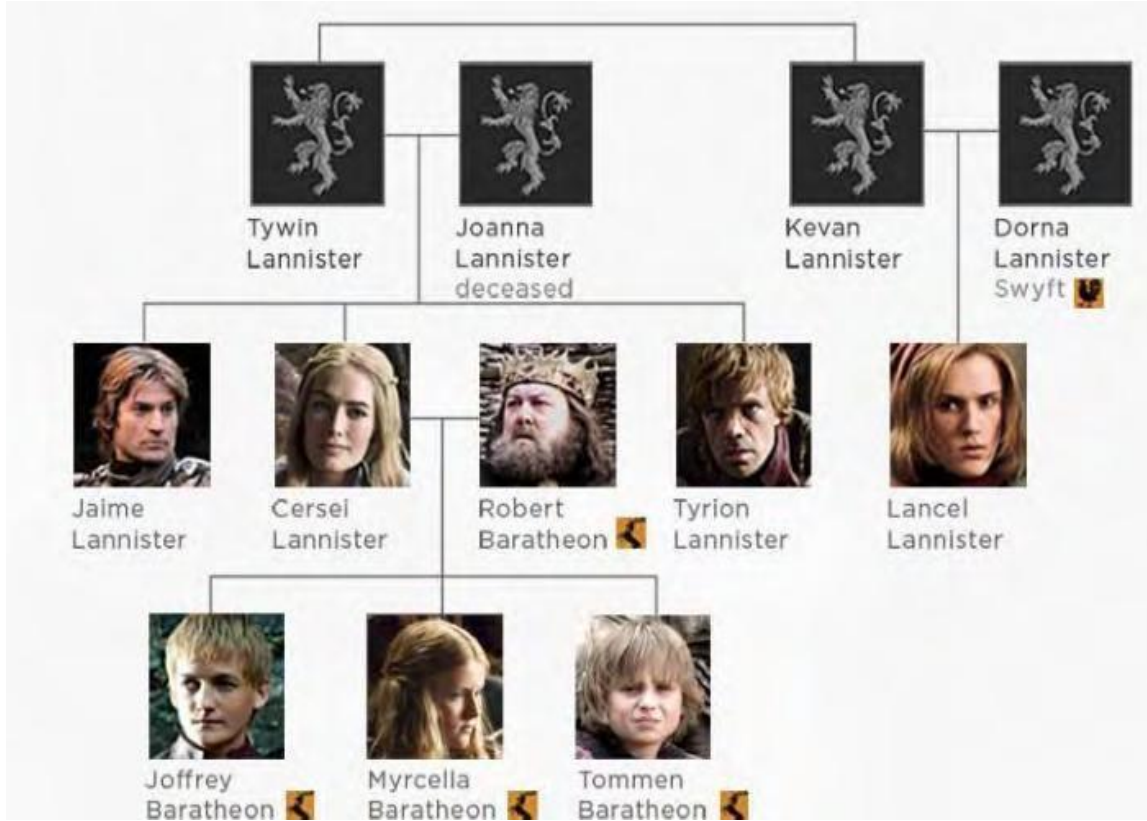 Tywin
Lannister
Joanna
Lannister
deceased
Kevan
Lannister
Dorna
Lannister
Swyft
Jaime
Lannister
Cersei
Lannister
Robert
Baratheon
Tyrion
Lannister
Lancel
Lannister
Joffrey
Baratheon
Myrcella
Baratheon
Tommen
Baratheon